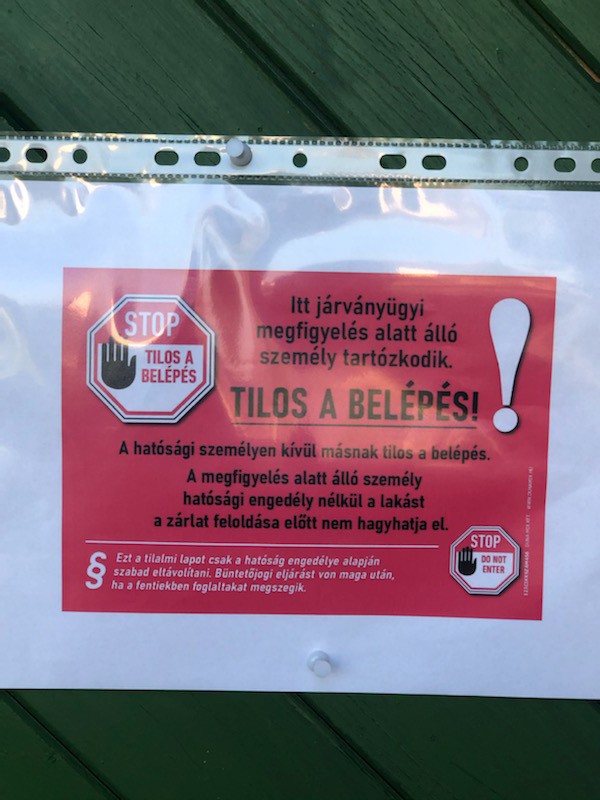 STOP
TILOS A
BELÉPÉS
Itt járványügyi
megfigyelés alatt álló
személy tartózkodik.
TILOS A BELÉPÉS!
A hatósági személyen kívül másnak tilos a belépés.
A megfigyelés alatt álló személy
hatósági engedély nélkül a lakást
a zárlat feloldása előtt nem hagyhatja el.
§ Ezt a tilalmi lapot csak a hatóság engedélye alapján
szabad eltávolítani. Büntetőjogi eljárást von maga után,
ha a fentiekben foglaltakat megszegik.
STOP
DO NOT
ENTER